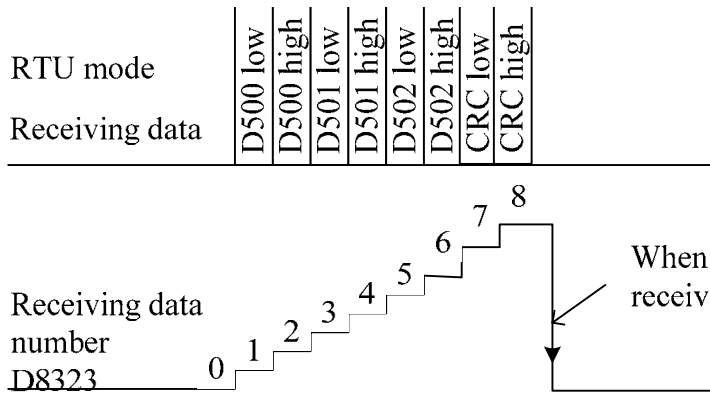 RTU mode
Receiving data
D500 low
D500 high
D501 low
D501 high
D502 low
D502 high
CRC low
CRC high
8
7
6
5
4
3
2
1
0
When
receiv
Receiving data
number
D8323